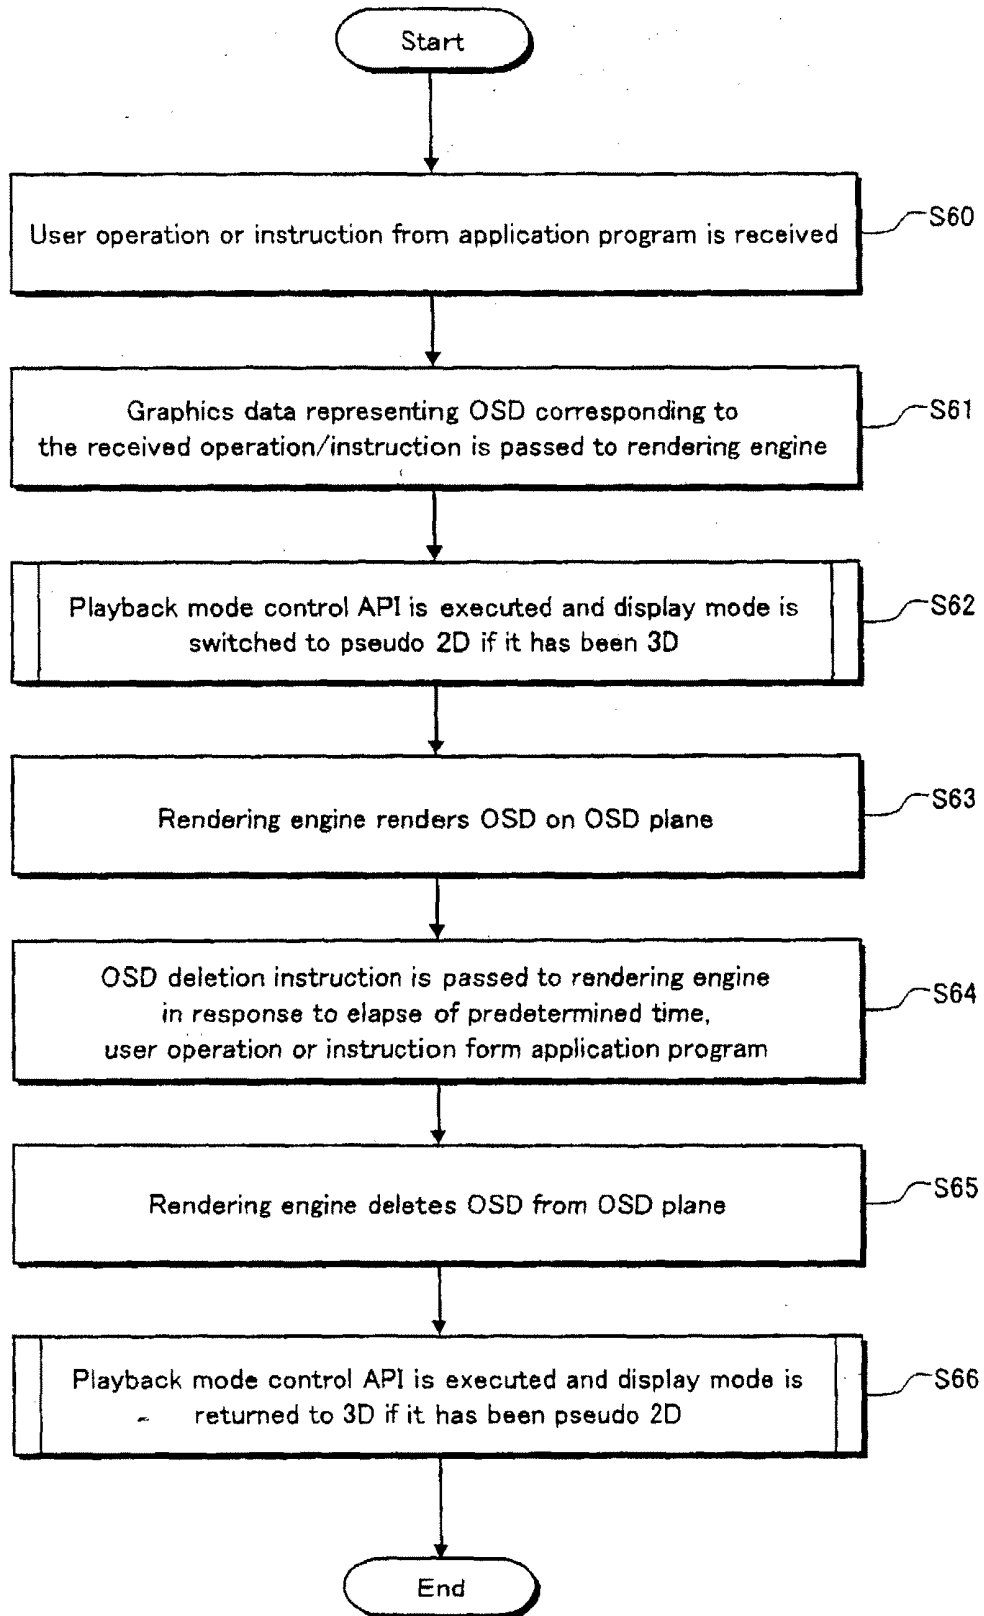 Start
User operation or instruction from application program is received
S60
Graphics data representing OSD corresponding to
the received operation/instruction is passed to rendering engine
S61
Playback mode control API is executed and display mode is
switched to pseudo 2D if it has been 3D
S62
Rendering engine renders OSD on OSD plane
S63
OSD deletion instruction is passed to rendering engine
in response to elapse of predetermined time,
user operation or instruction form application program
S64
Rendering engine deletes OSD from OSD plane
S65
Playback mode control API is executed and display mode is
returned to 3D if it has been pseudo 2D
S66
End